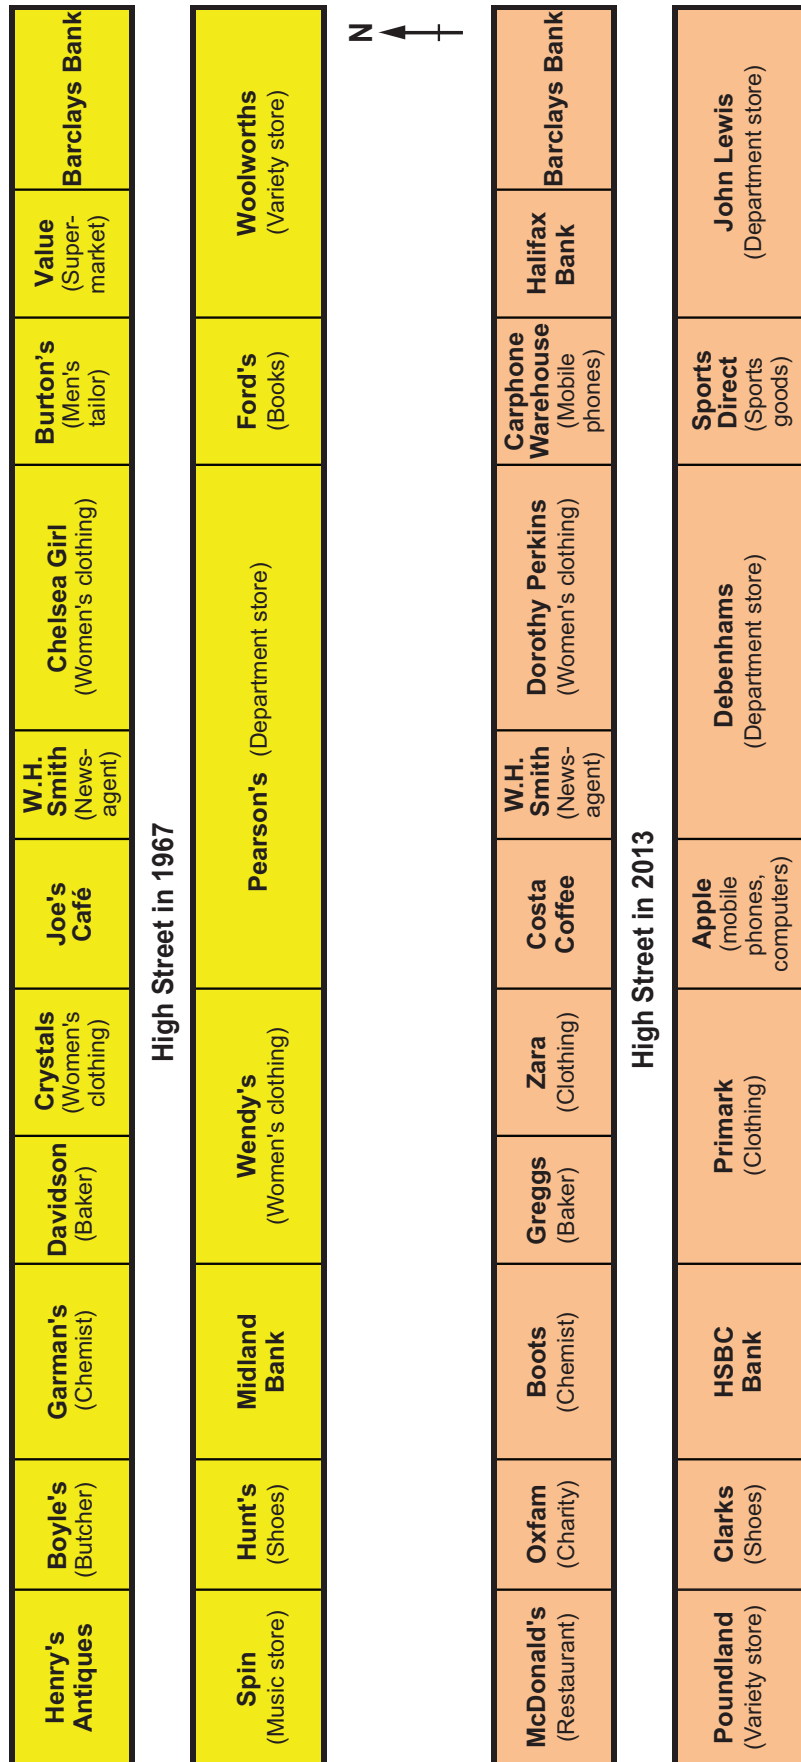 Henry's
Antiques
Boyle's
(Butcher)
Garman's
(Chemist)
Davidson
(Baker)
Crystals
(Women's
clothing)
Joe's
Café
W.H.
Smith
(News-
agent)
Chelsea Girl
(Women's clothing)
Burton's
(Men's
tailor)
Value
(Super-
market)
Barclays Bank
High Street in 1967
Spin
(Music store)
Hunt's
(Shoes)
Midland
Bank
Wendy's
(Women's clothing)
Pearson's (Department store)
Ford's
(Books)
Woolworths
(Variety store)
N
McDonald's
(Restaurant)
Oxfam
(Charity)
Boots
(Chemist)
Greggs
(Baker)
Zara
(Clothing)
Costa
Coffee
W.H.
Smith
(News-
agent)
Dorothy Perkins
(Women's clothing)
Carphone
Warehouse
(Mobile
phones)
Halifax
Bank
Barclays Bank
High Street in 2013
Poundland
(Variety store)
Clarks
(Shoes)
HSBC
Bank
Primark
(Clothing)
Apple
(mobile
phones,
computers)
Debenhams
(Department store)
Sports
Direct
(Sports
goods)
John Lewis
(Department store)